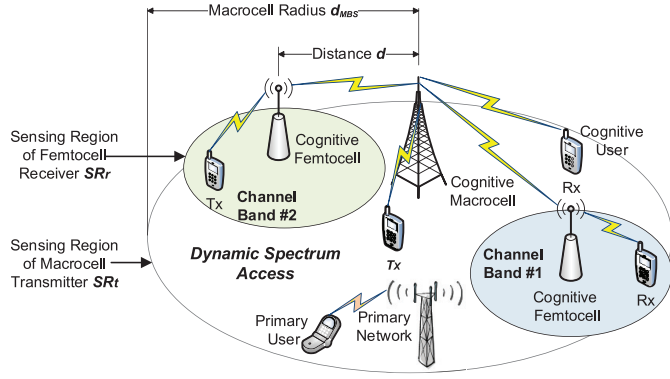 Macrocell Radius d_MBS
Distance d
Sensing Region
of Femtocell
Receiver SRr
Cognitive
Femtocell
Tx
Channel
Band #2
Cognitive
User
Rx
Cognitive
Macrocell
Tx
Sensing Region
of Macrocell
Transmitter SRt
Dynamic Spectrum
Access
Channel
Band #1
Cognitive
Femtocell
Rx
Primary
User
Primary
Network